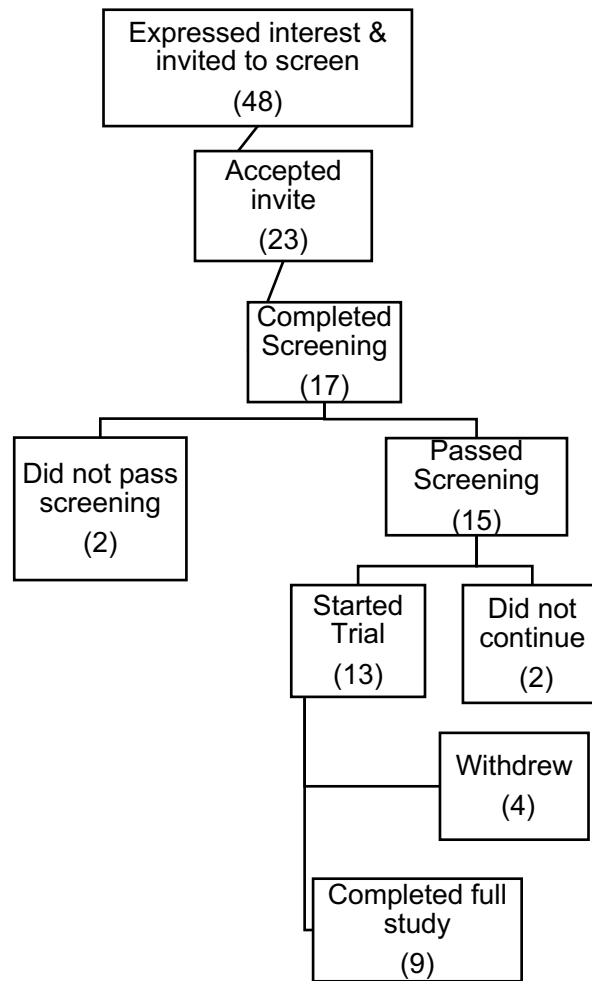 Expressed interest &
invited to screen
(48)
Accepted
invite
(23)
Completed
Screening
(17)
Did not pass
screening
(2)
Passed
Screening
(15)
Started
Trial
(13)
Did not
continue
(2)
Withdrew
(4)
Completed full
study
(9)